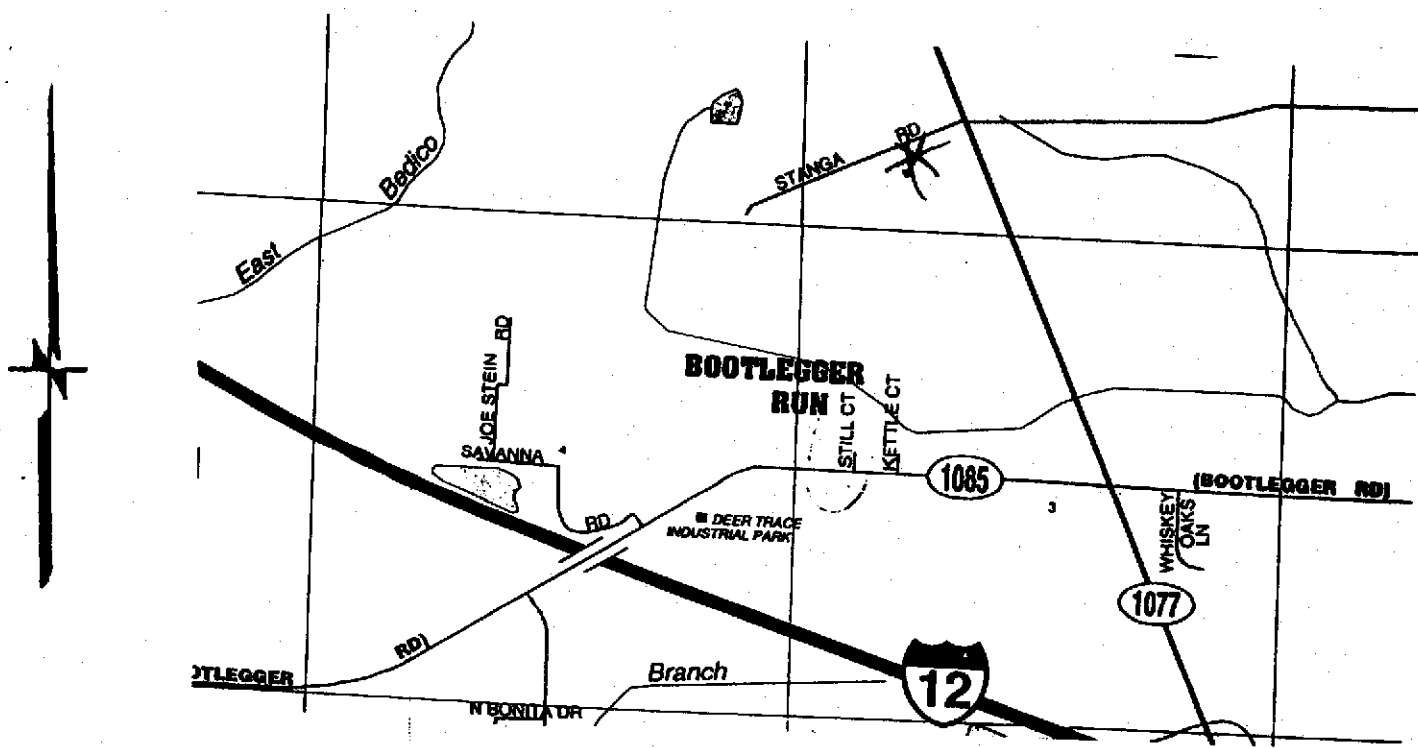 Bedico
East
STANGA RD
JOE STEIN RD
BOOTLEGGER
RUN
STILL CT
KETTLE CT
SAVANNA
4
RD
1085
(BOOTLEGGER RD)
3
DEER TRACE
INDUSTRIAL PARK
WHISKEY
OAKS
LN
1077
RD)
OTLEGGER
Branch
12
N BONITA DR